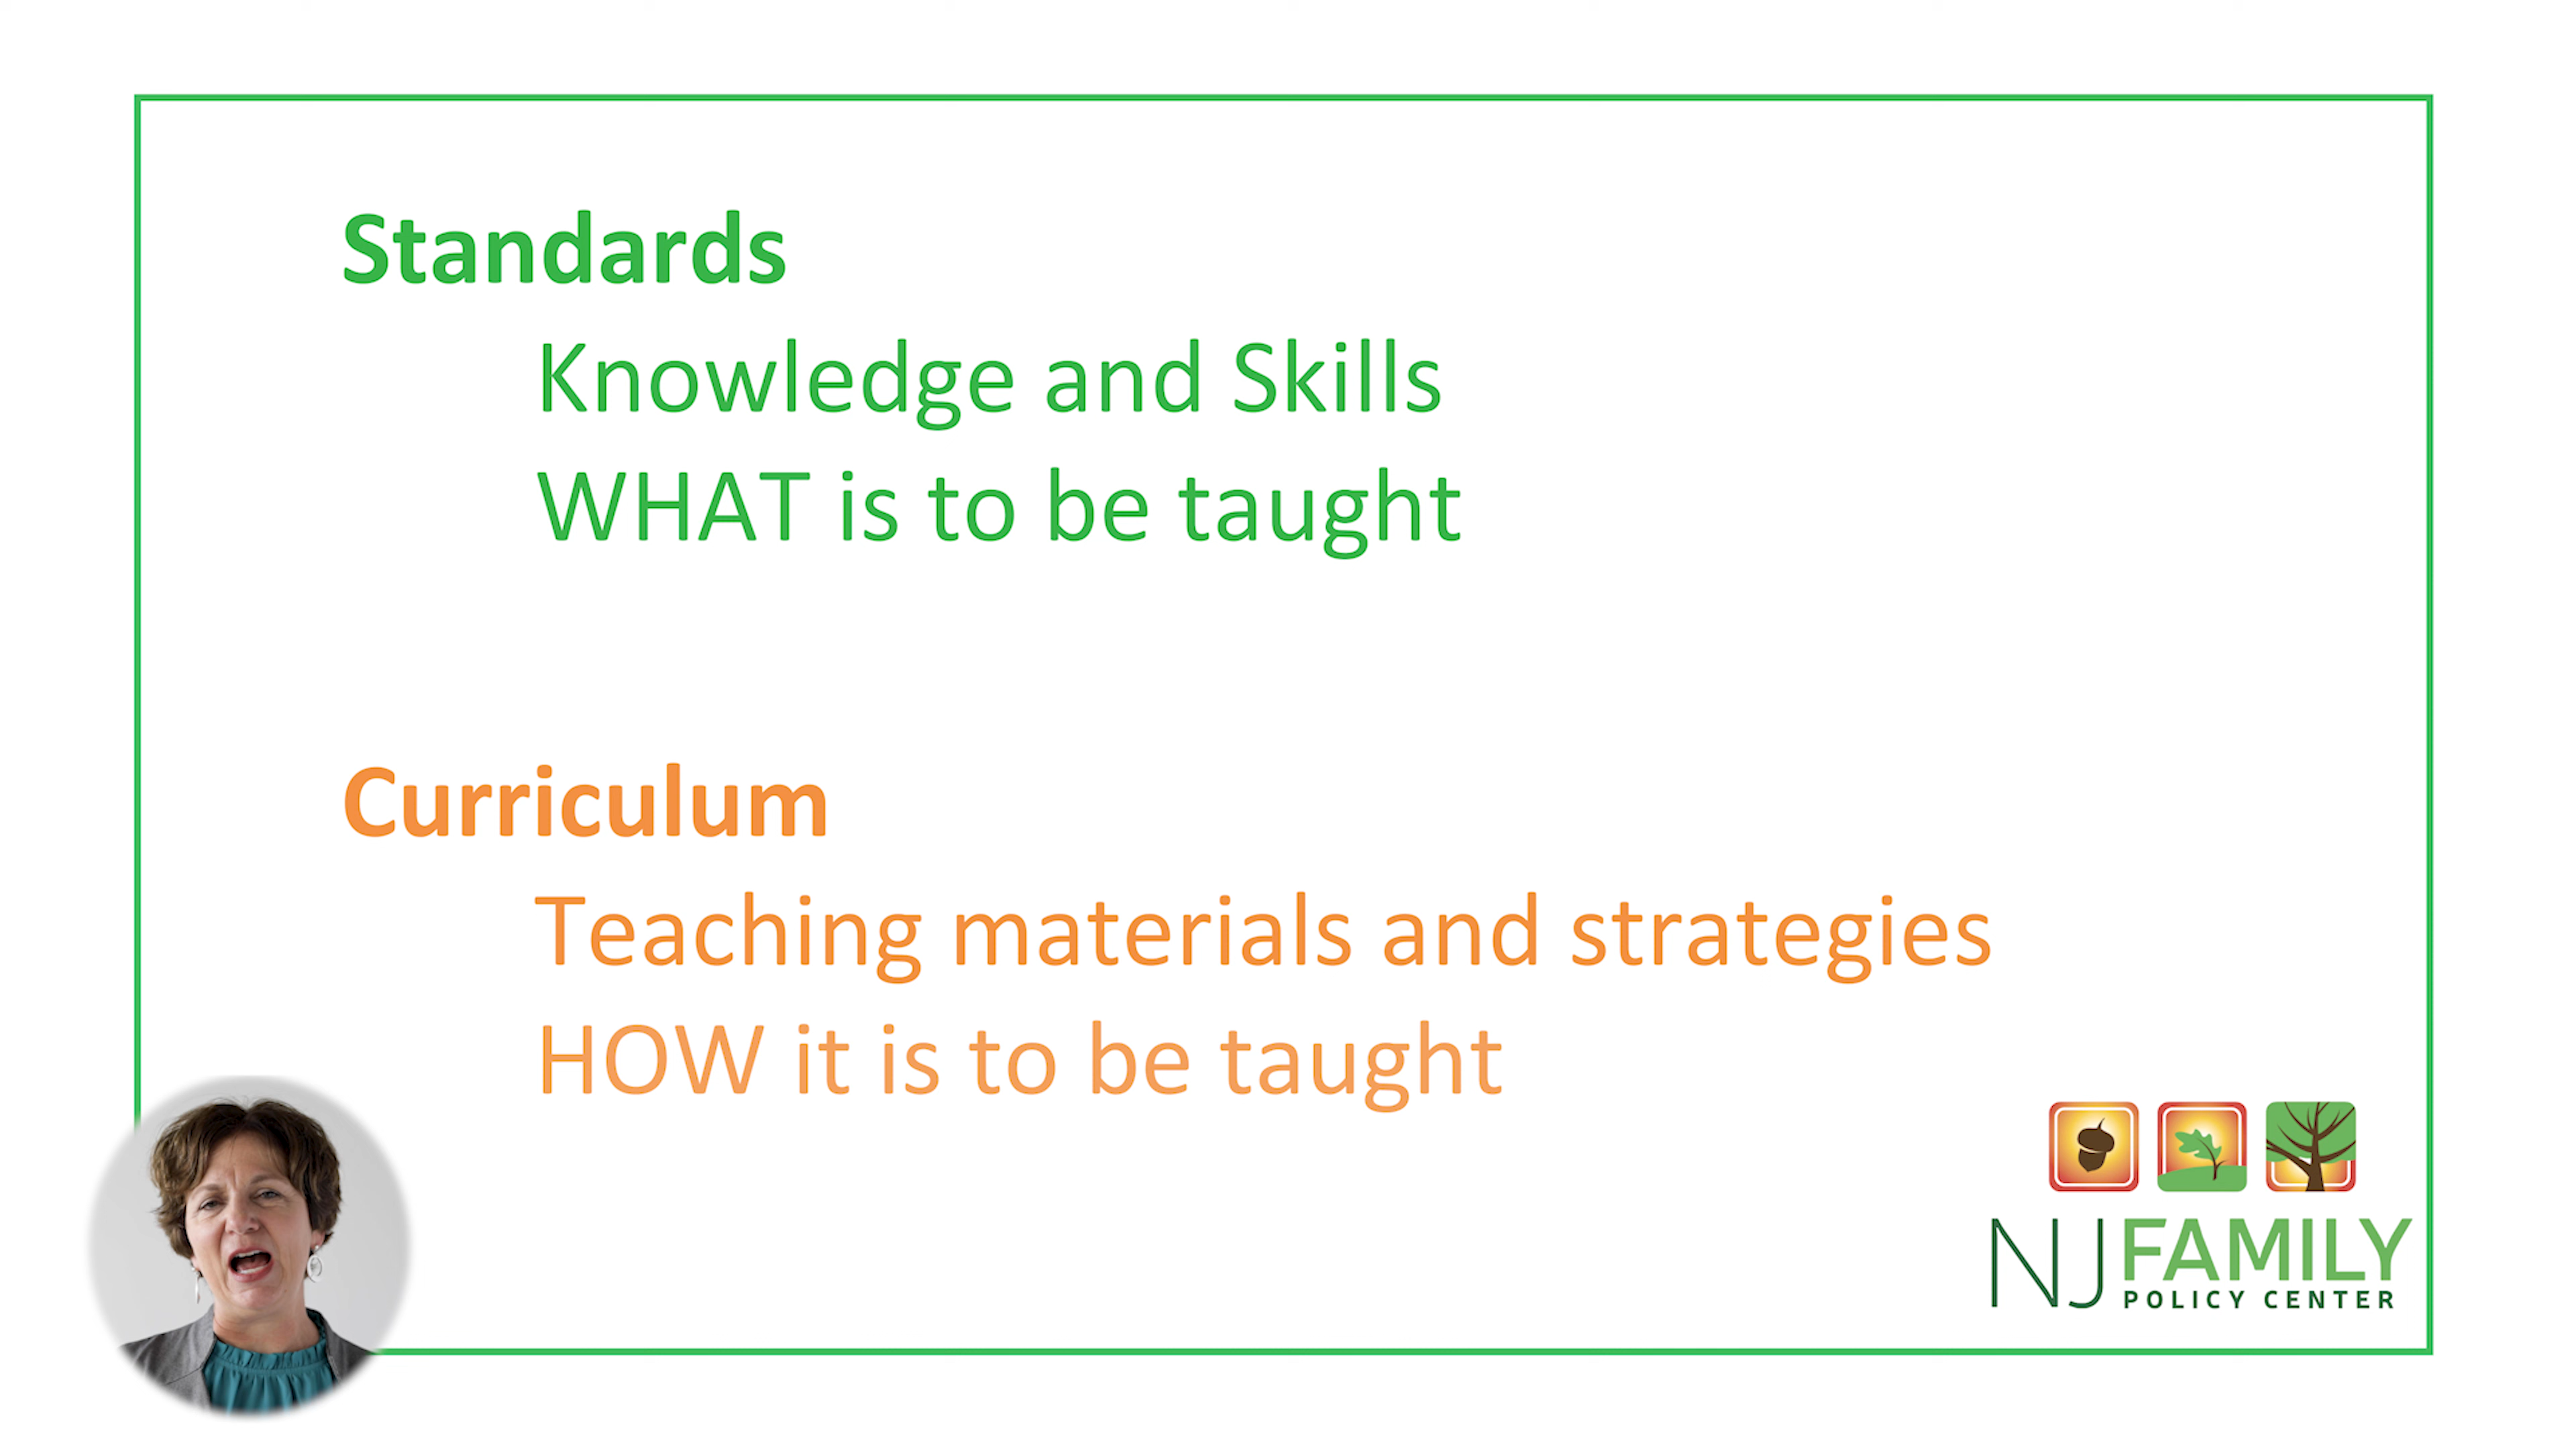 Standards
Knowledge and Skills
WHAT is to be taught
Curriculum
Teaching materials and strategies
HOW it is to be taught
NJ FAMILY
POLICY CENTER